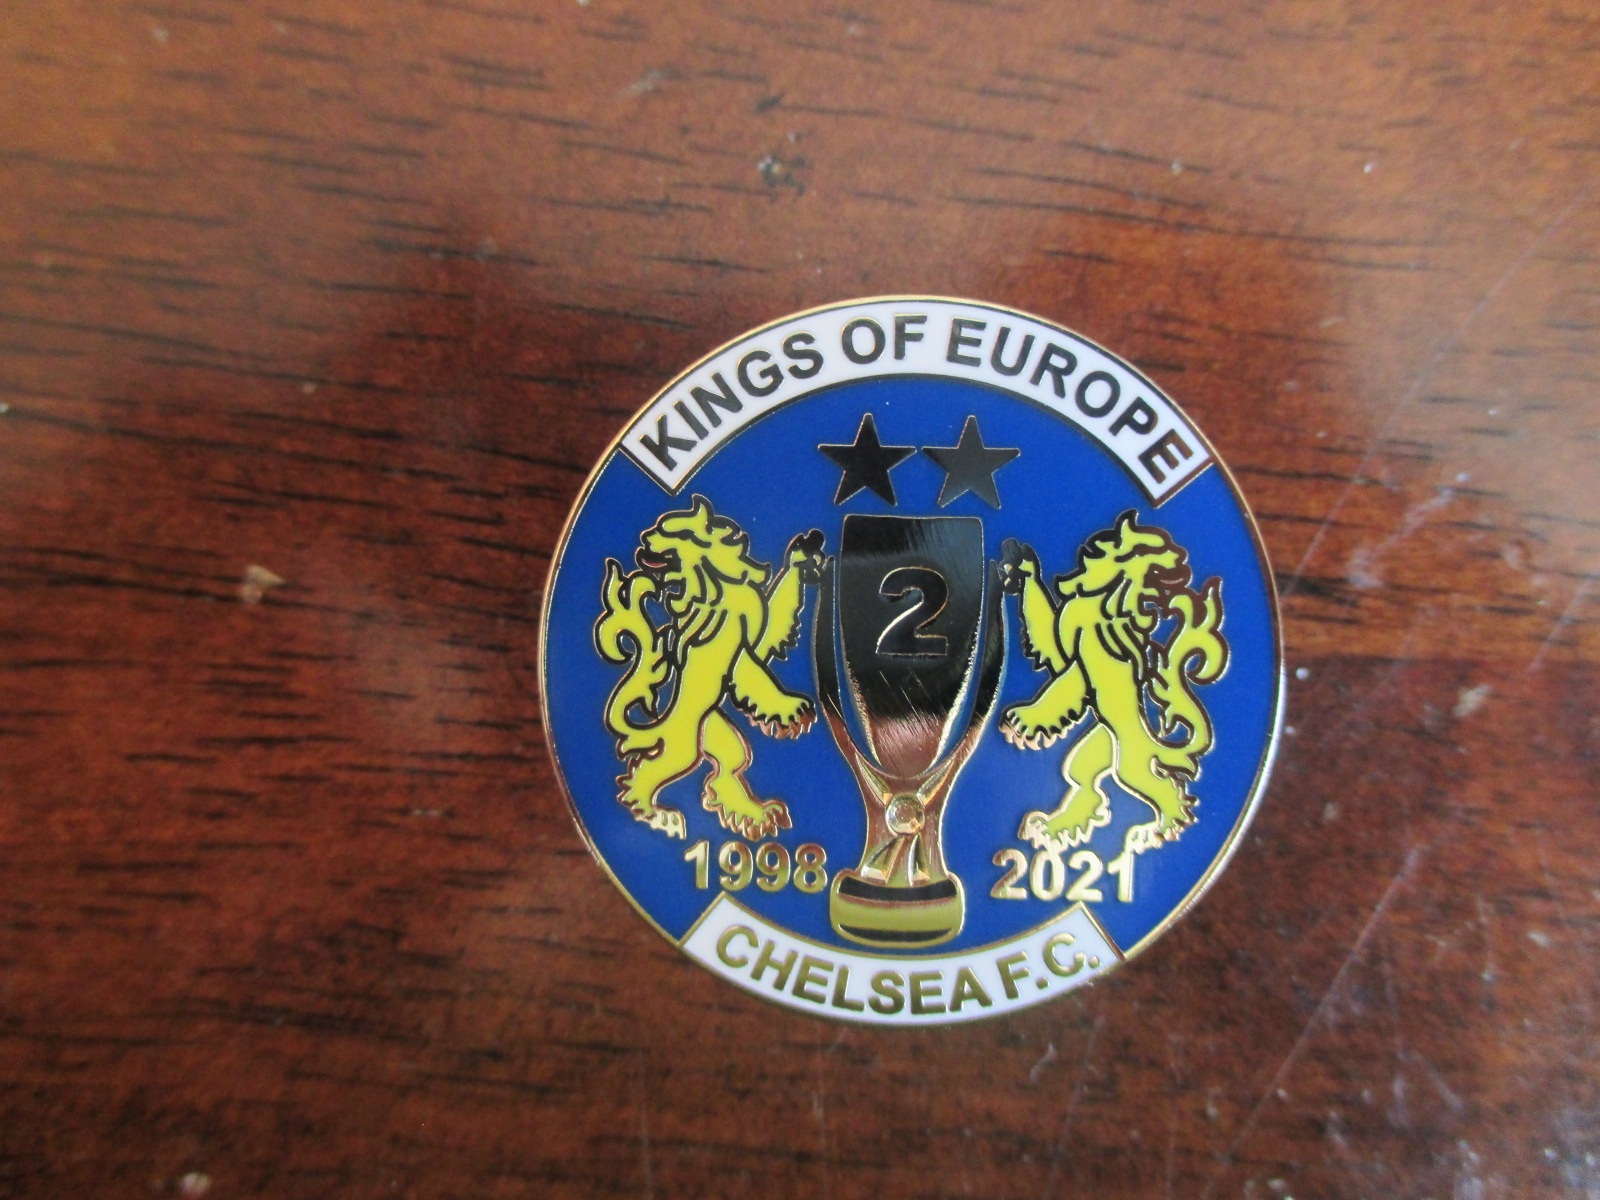 KINGS OF EUROPE
2
1998 2021
CHELSEA F.C.